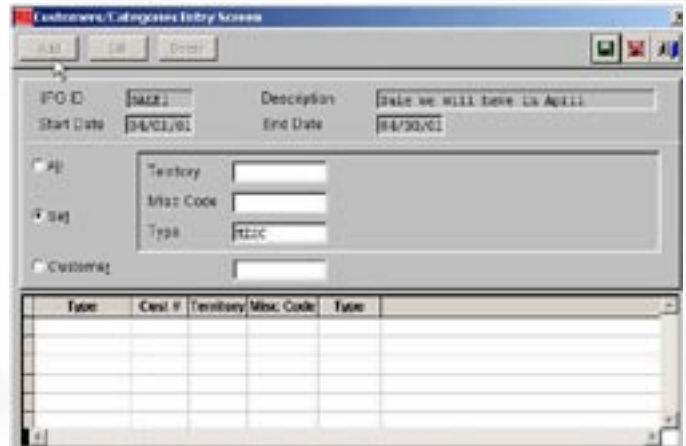 Customers/Categories Entry Screen
Add Edit Delete
IPO ID SALE1 Description Sale we will have in April
Start Date 04/01/01 End Date 04/30/01
All
Territory
Misc Code
Set
Type MISC
Customer
Type Cust # Territory Misc. Code Type